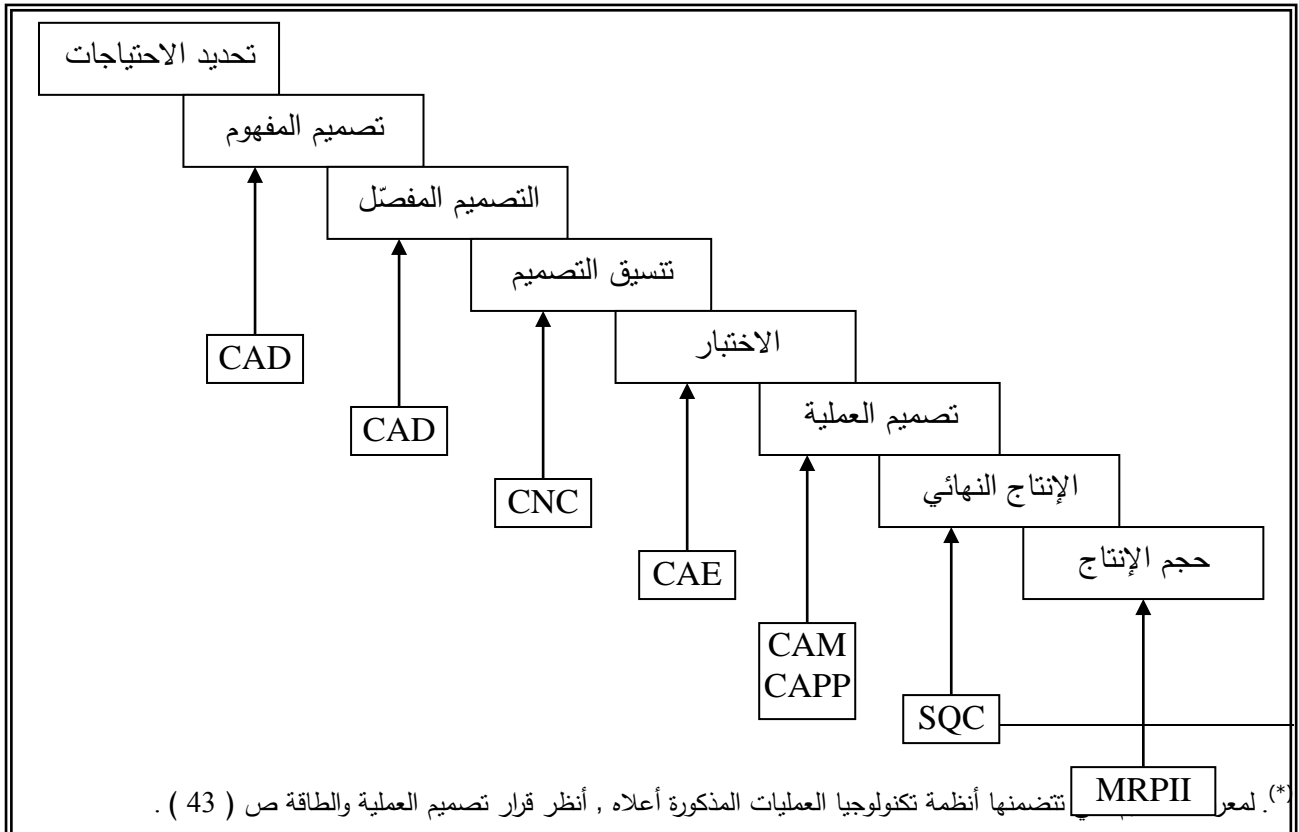 تحديد الاحتياجات
تصميم المفهوم
التصميم المفصّل
تنسيق التصميم
الاختبار
تصميم العملية
الإنتاج النهائي
حجم الإنتاج
CAD
CAD
CNC
CAE
CAM
CAPP
SQC
MRPII
(*). لمعر تتضمنها أنظمة تكنولوجيا العمليات المذكورة أعلاه , أنظر قرار تصميم العملية والطاقة ص ( 43 ) .